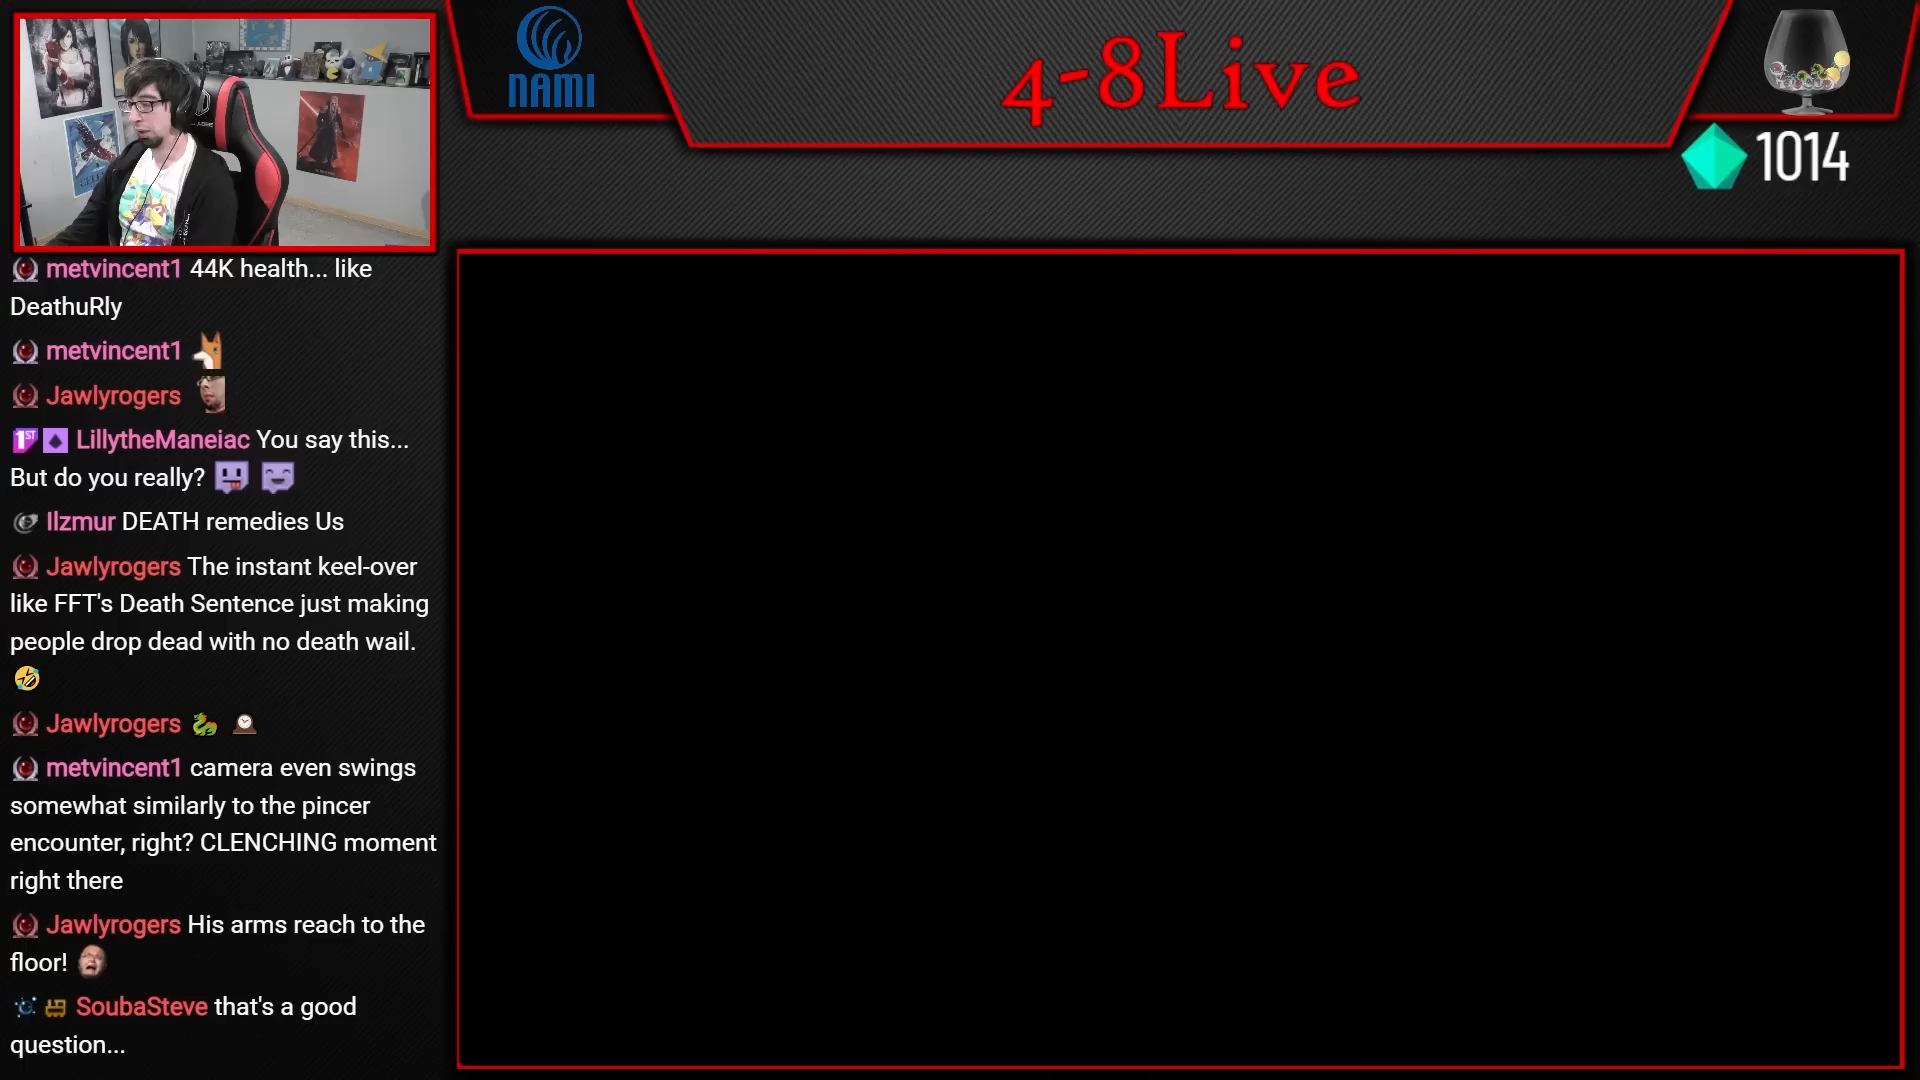 NAMI
4-8Live
1014
metvincent1 44K health... like
DeathuRly
metvincent1
Jawlyrogers
1ST LillytheManeiac You say this...
But do you really?
Ilzmur DEATH remedies Us
Jawlyrogers The instant keel-over
like FFT's Death Sentence just making
people drop dead with no death wail.
Jawlyrogers
metvincent1 camera even swings
somewhat similarly to the pincer
encounter, right? CLENCHING moment
right there
Jawlyrogers His arms reach to the
floor!
SoubaSteve that's a good
question...